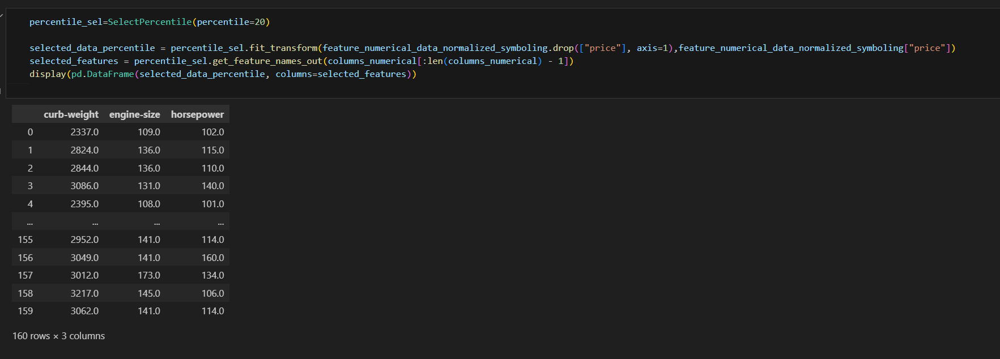 percentile_sel=SelectPercentile(percentile=20)
selected_data_percentile = percentile_sel.fit_transform(feature_numerical_data_normalized_symboling.drop(["price"], axis=1),feature_numerical_data_normalized_symboling["price"])
selected_features = percentile_sel.get_feature_names_out(columns_numerical[:len(columns_numerical) - 1])
display(pd.DataFrame(selected_data_percentile, columns=selected_features))
curb-weight engine-size horsepower
0 2337.0 109.0 102.0
1 2824.0 136.0 115.0
2 2844.0 136.0 110.0
3 3086.0 131.0 140.0
4 2395.0 108.0 101.0
... ... ... ...
155 2952.0 141.0 114.0
156 3049.0 141.0 160.0
157 3012.0 173.0 134.0
158 3217.0 145.0 106.0
159 3062.0 141.0 114.0
160 rows × 3 columns